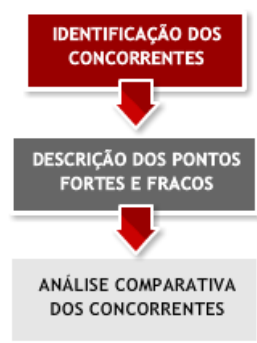 IDENTIFICAÇÃO DOS
CONCORRENTES
DESCRIÇÃO DOS PONTOS
FORTES E FRACOS
ANÁLISE COMPARATIVA
DOS CONCORRENTES